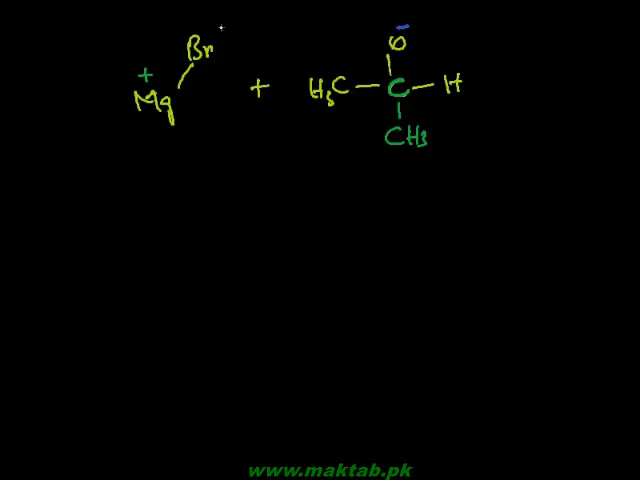 Br
O⁻
+
Mg + H₃C — C — H
CH₃
www.maktab.pk